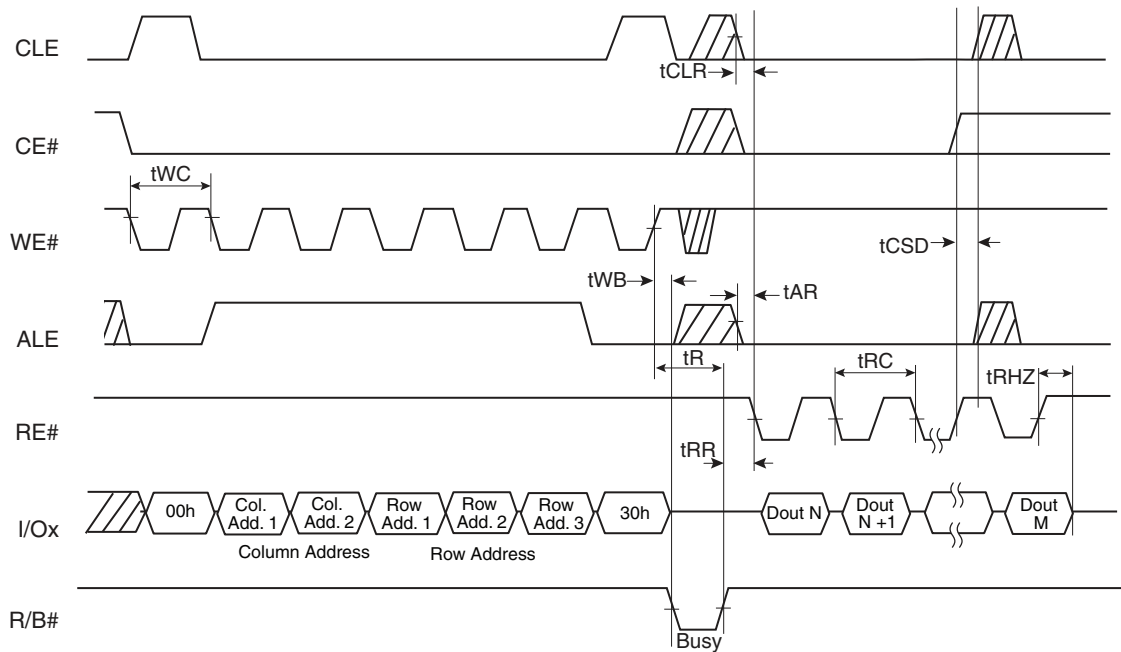 CLE
tCLR
CE#
tWC
WE#
tCSD
tWB
tAR
ALE
tR
tRC
tRHZ
RE#
tRR
I/Ox
00h
Col.
Add. 1
Col.
Add. 2
Row
Add. 1
Row
Add. 2
Row
Add. 3
30h
Dout N
Dout
N +1
Dout
M
Column Address
Row Address
R/B#
Busy